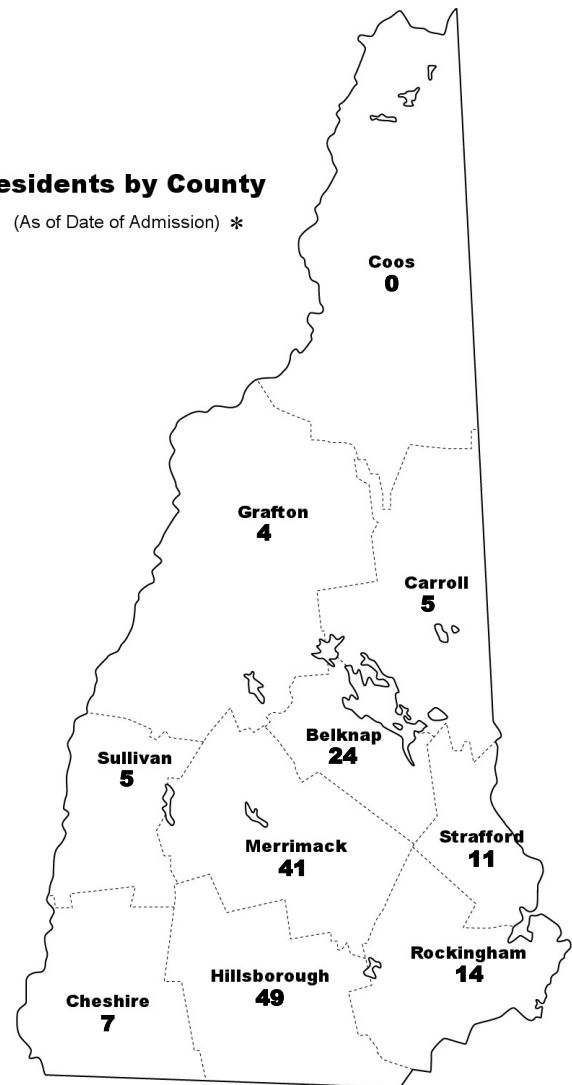 esidents by County
(As of Date of Admission) *
Coos
0
Grafton
4
Carroll
5
Belknap
24
Sullivan
5
Strafford
11
Merrimack
41
Rockingham
14
Hillsborough
49
Cheshire
7